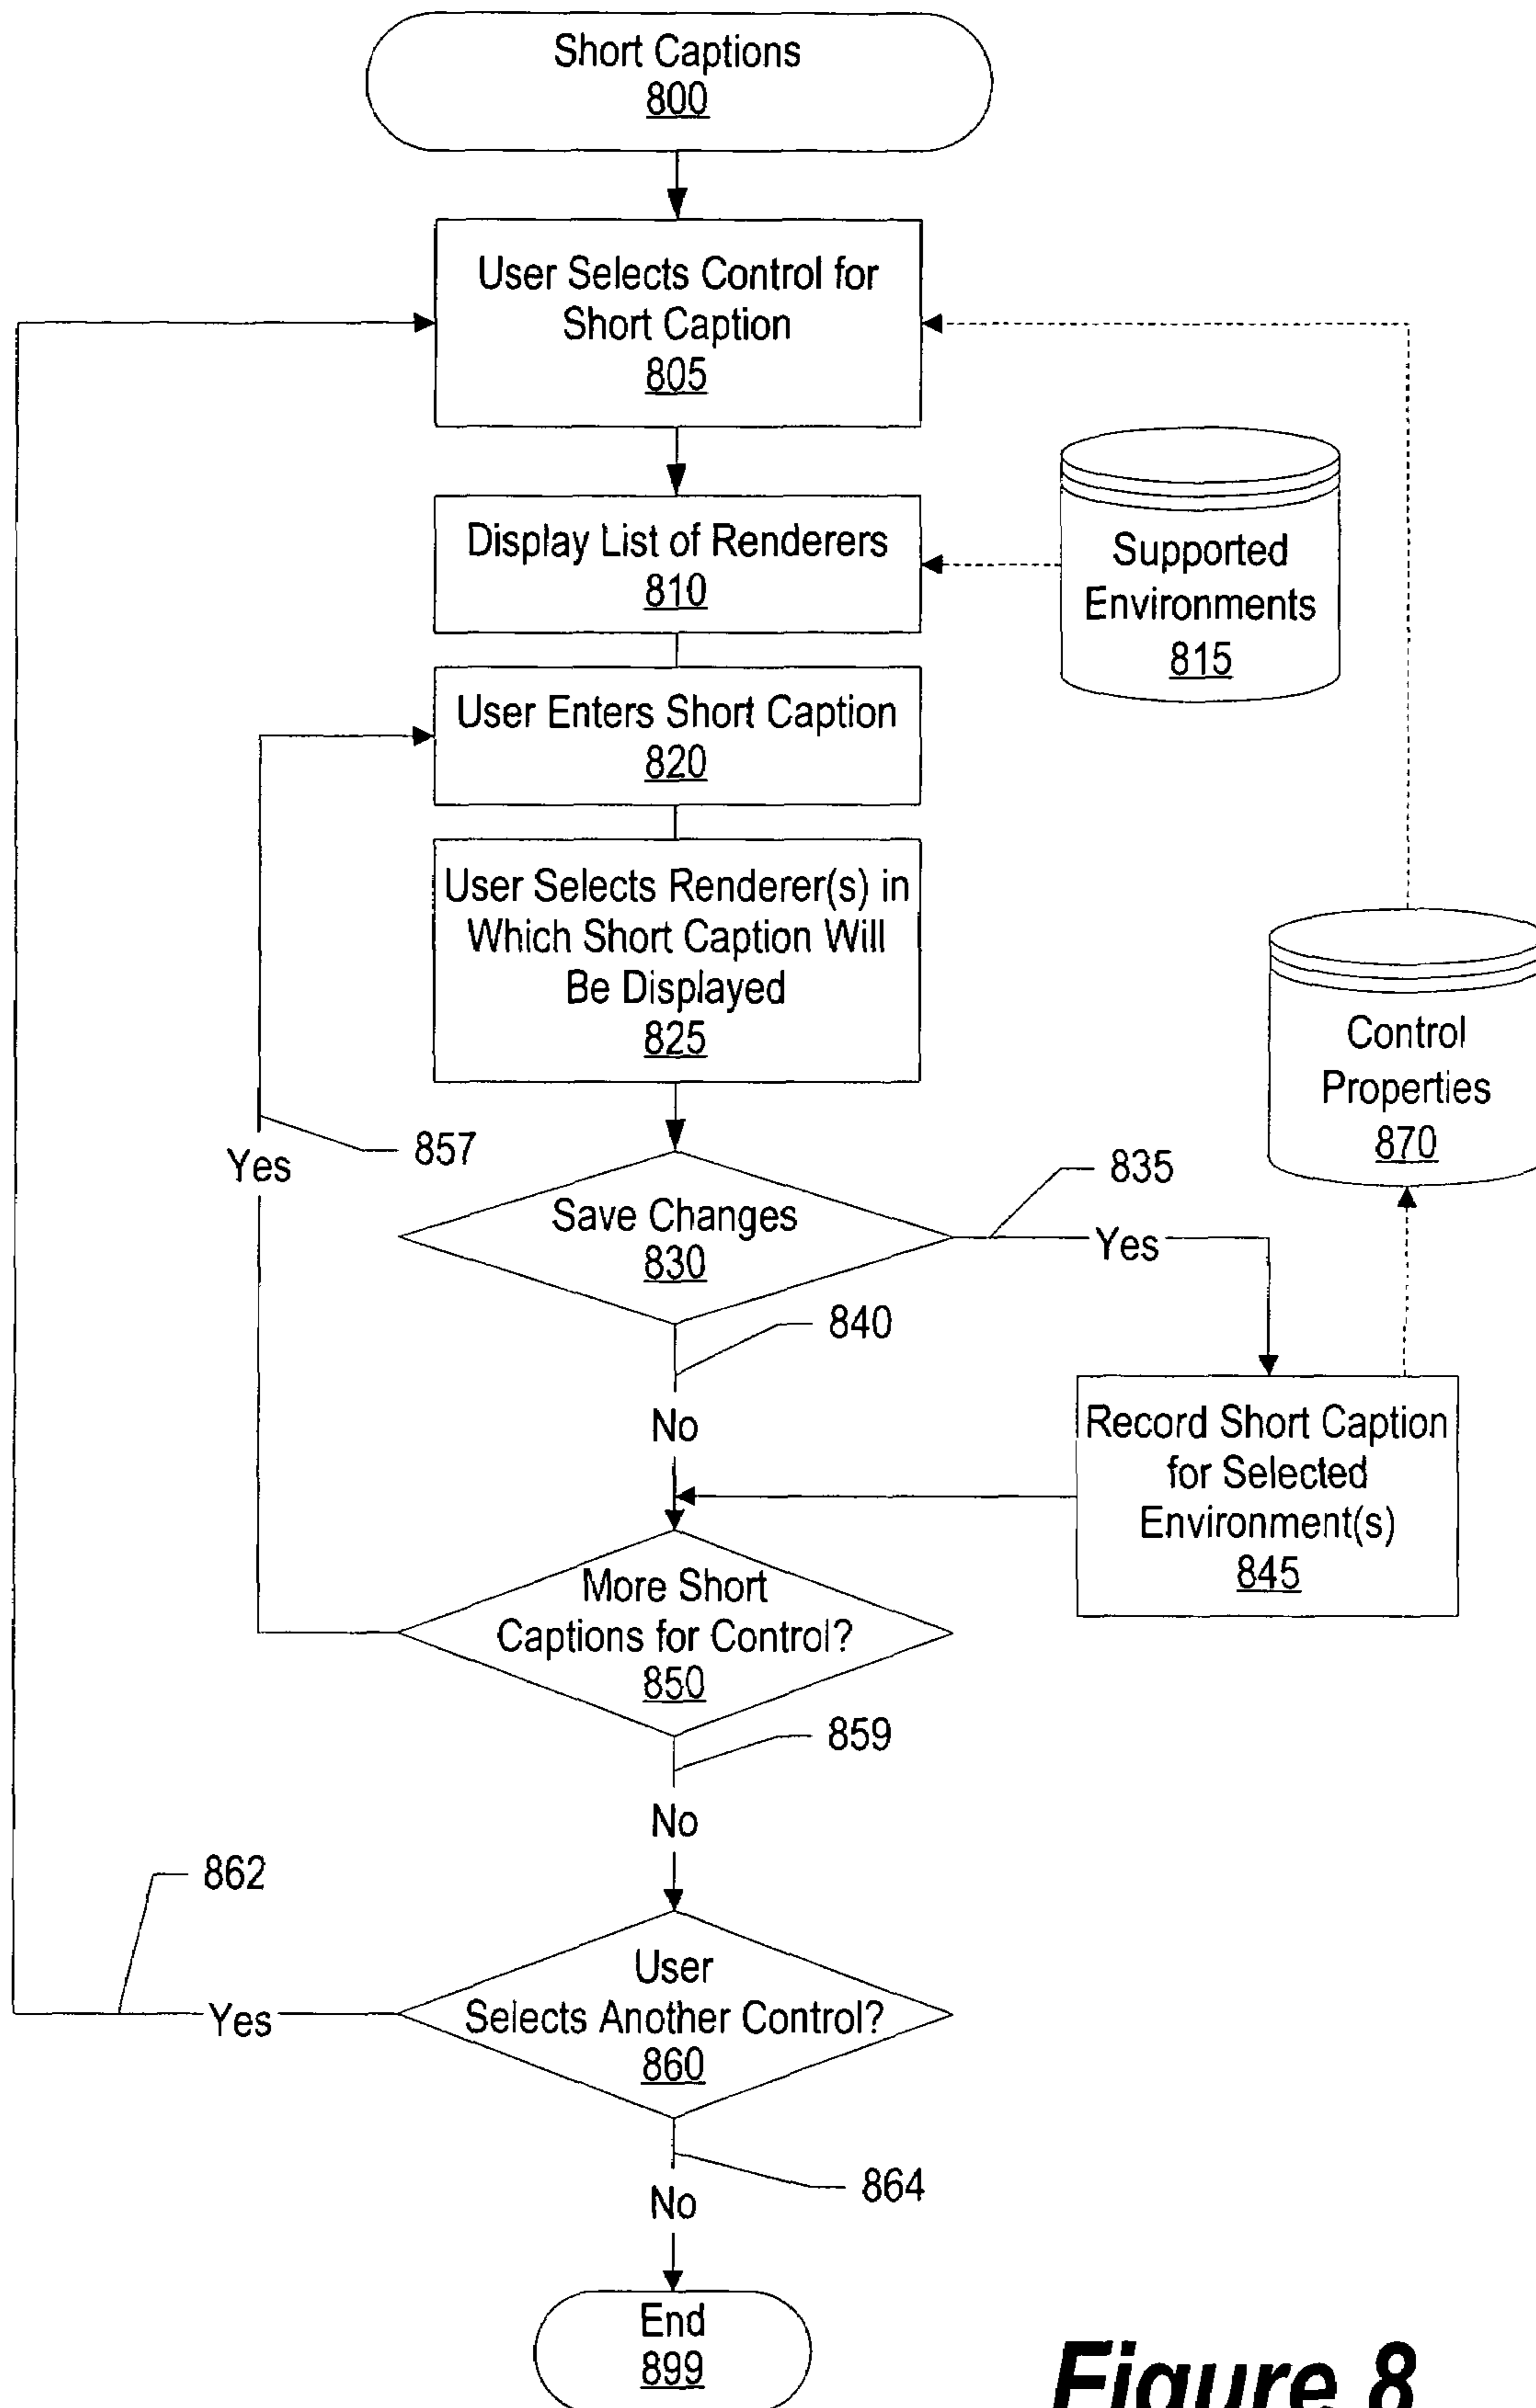 Short Captions
800
User Selects Control for
Short Caption
805
Display List of Renderers
810
Supported
Environments
815
User Enters Short Caption
820
User Selects Renderer(s) in
Which Short Caption Will
Be Displayed
825
Control
Properties
870
857
Yes
835
Save Changes
830
Yes
840
No
Record Short Caption
for Selected
Environment(s)
845
More Short
Captions for Control?
850
859
No
862
User
Selects Another Control?
860
Yes
864
No
End
899
Figure 8